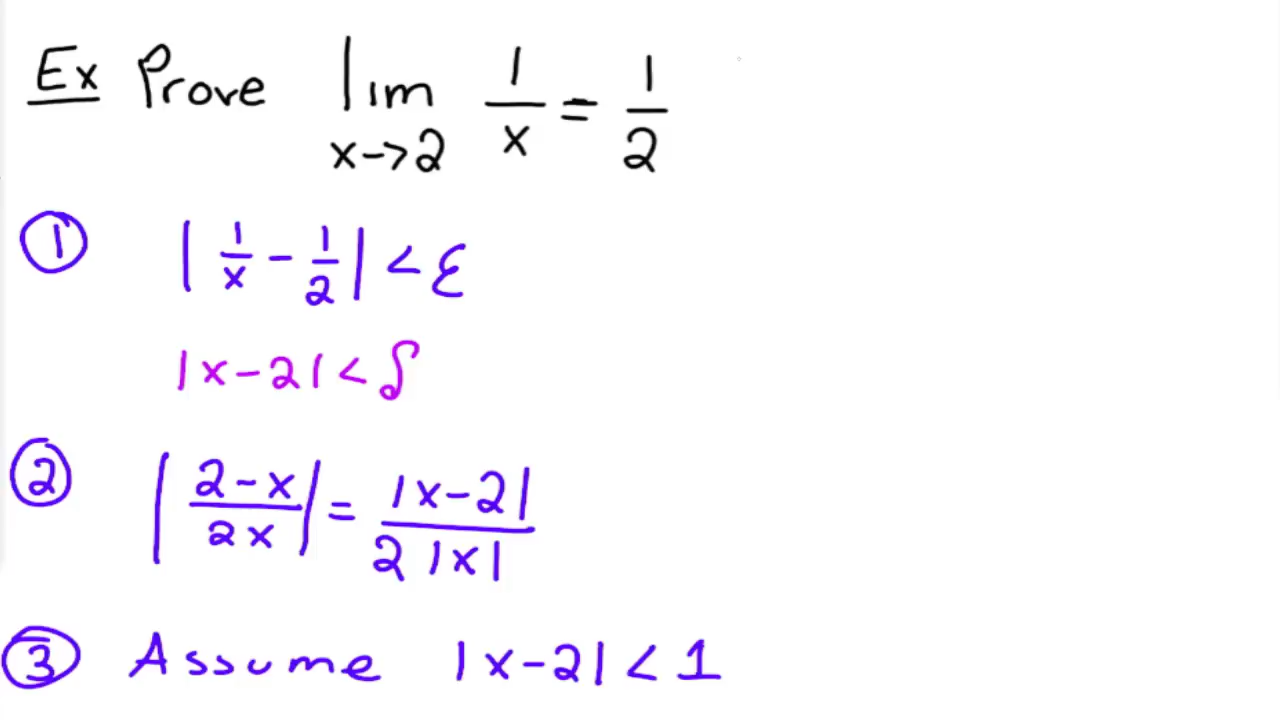 Ex Prove lim x->2 1/x = 1/2
① | 1/x - 1/2 | < ε
|x-2| < δ
② | (2-x)/(2x) | = |x-2| / (2|x|)
③ Assume |x-2| < 1